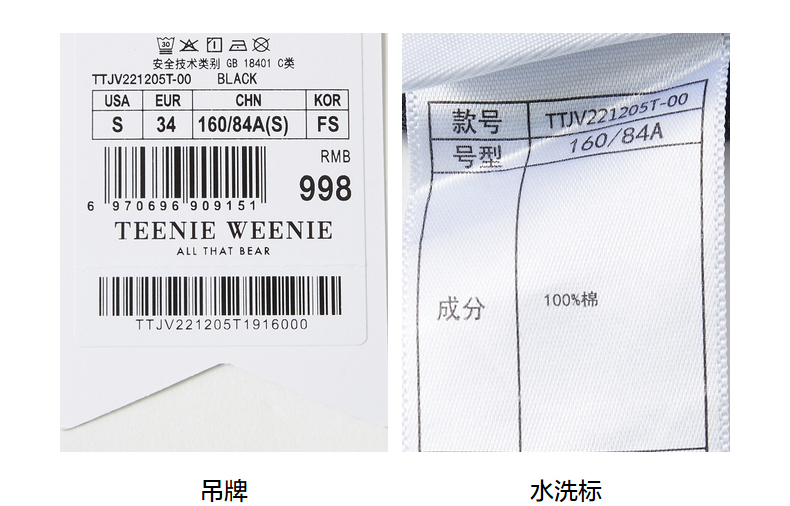 30
安全技术类别 GB 18401 C类
TTJV221205T-00 BLACK
USA EUR CHN KOR
S 34 160/84A(S) FS
RMB
998
6 970696 909151
TEENIE WEENIE
ALL THAT BEAR
TTJV221205T1916000
吊牌
款号 TTJV221205T-00
号型 160/84A
成分 100%棉
水洗标